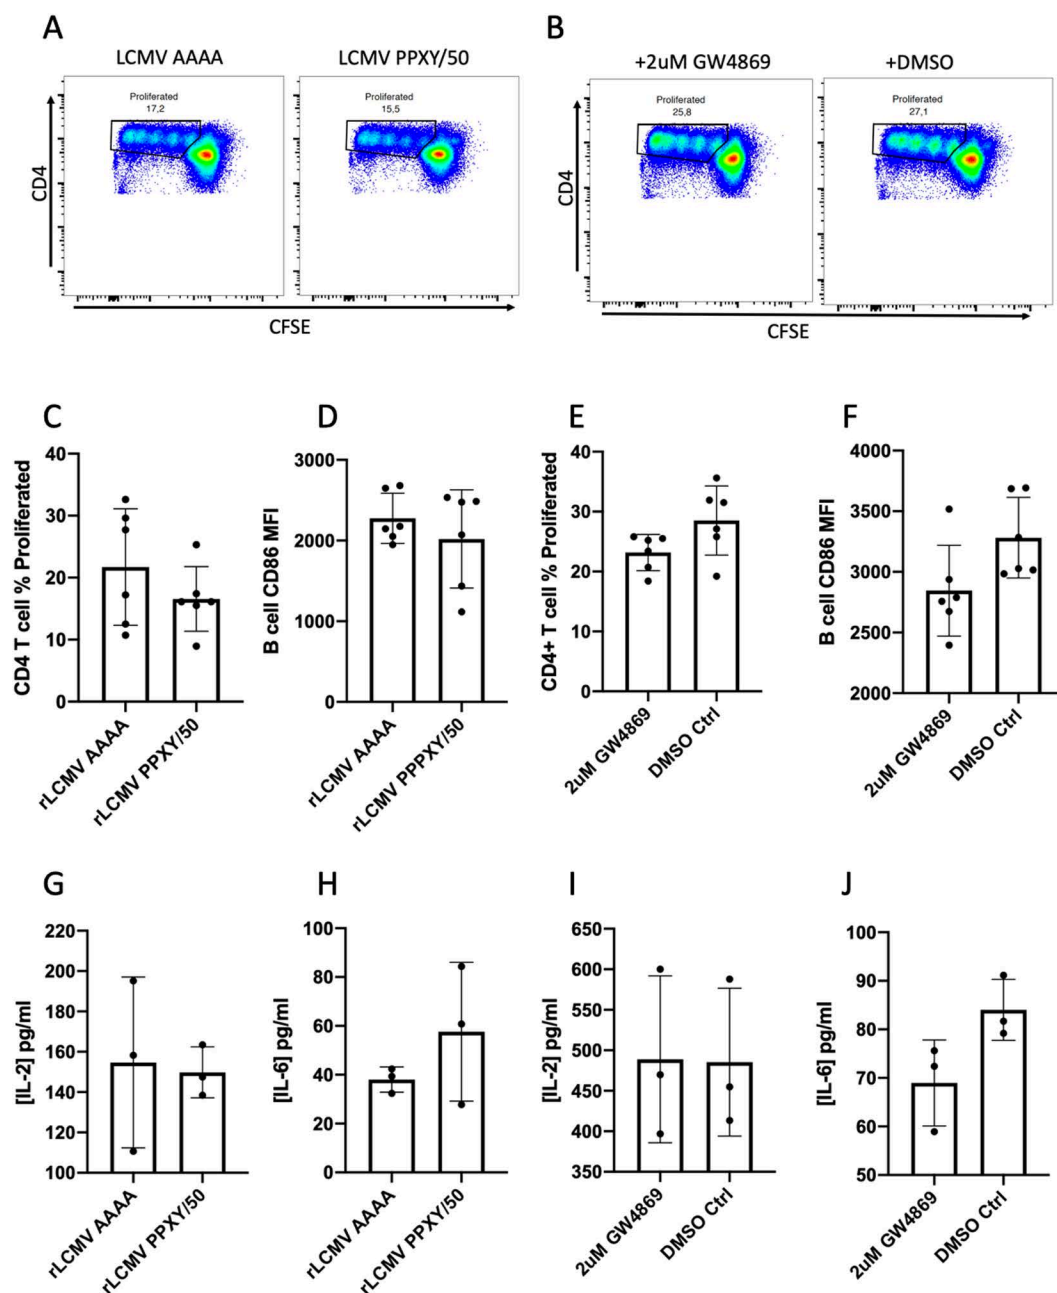 A
B
LCMV AAAA
LCMV PPXY/50
+2uM GW4869
+DMSO
Proliferated
17,2
Proliferated
15,5
Proliferated
25,8
Proliferated
27,1
CD4
CFSE
CD4
CFSE
C
D
E
F
CD4 T cell % Proliferated
40
30
20
10
0
rLCMV AAAA
rLCMV PPXY/50
B cell CD86 MFI
3000
2000
1000
0
rLCMV AAAA
rLCMV PPPXY/50
CD4+ T cell % Proliferated
40
30
20
10
0
2uM GW4869
DMSO Ctrl
B cell CD86 MFI
4000
3500
3000
2500
2000
2uM GW4869
DMSO Ctrl
G
H
I
J
[IL-2] pg/ml
220
200
180
160
140
120
100
rLCMV AAAA
rLCMV PPXY/50
[IL-6] pg/ml
100
80
60
40
20
0
rLCMV AAAA
rLCMV PPXY/50
[IL-2] pg/ml
650
600
550
500
450
400
350
2uM GW4869
DMSO Ctrl
[IL-6] pg/ml
100
90
80
70
60
50
2uM GW4869
DMSO Ctrl